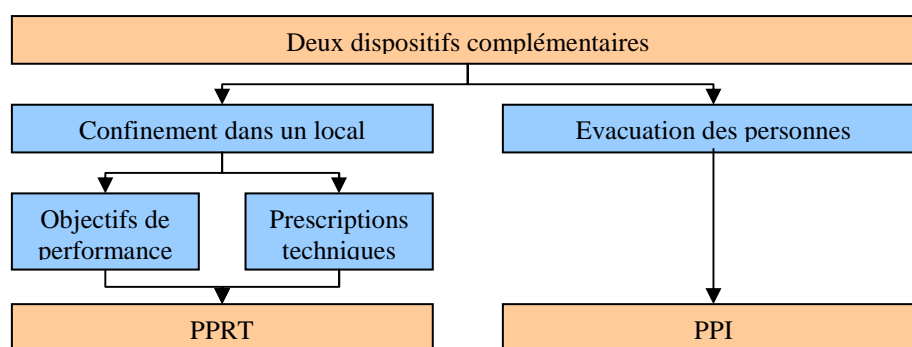 Deux dispositifs complémentaires
Confinement dans un local
Evacuation des personnes
Objectifs de
performance
Prescriptions
techniques
PPRT
PPI